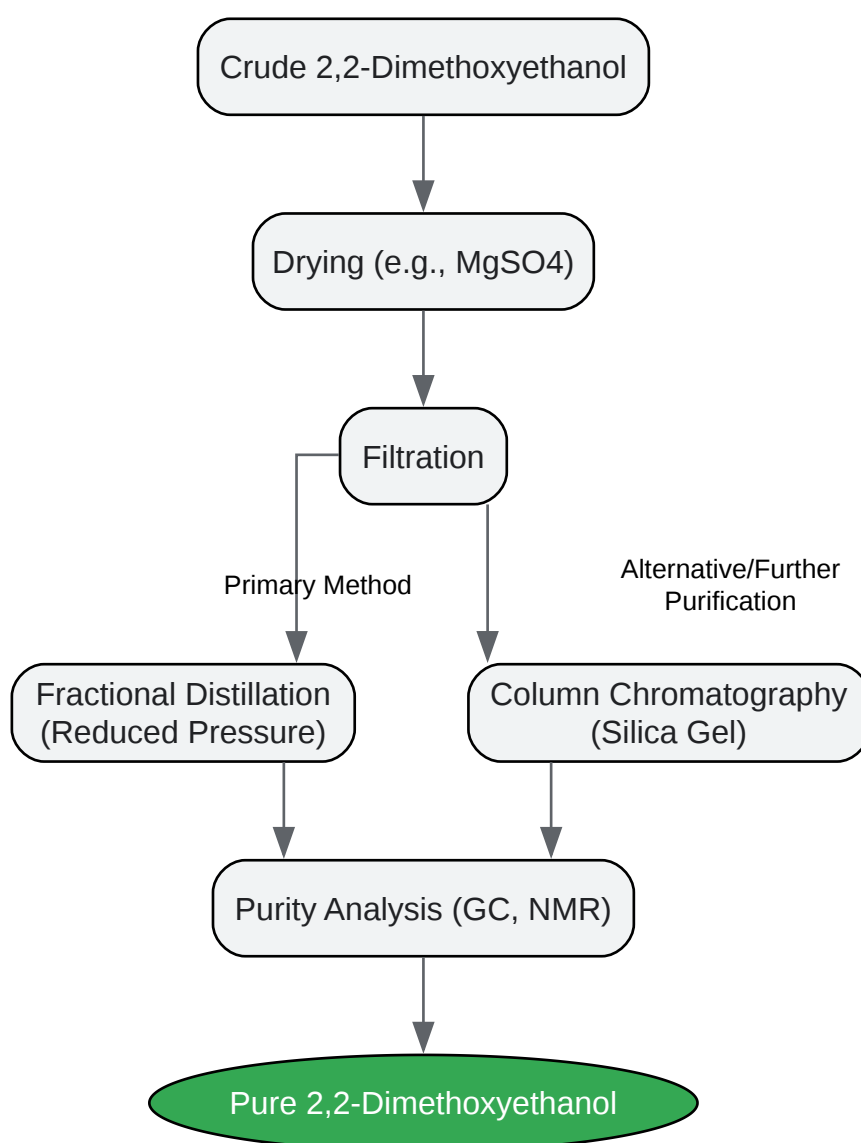 Crude 2,2-Dimethoxyethanol
Drying (e.g., MgSO4)
Filtration
Primary Method
Alternative/Further
Purification
Fractional Distillation
(Reduced Pressure)
Column Chromatography
(Silica Gel)
Purity Analysis (GC, NMR)
Pure 2,2-Dimethoxyethanol